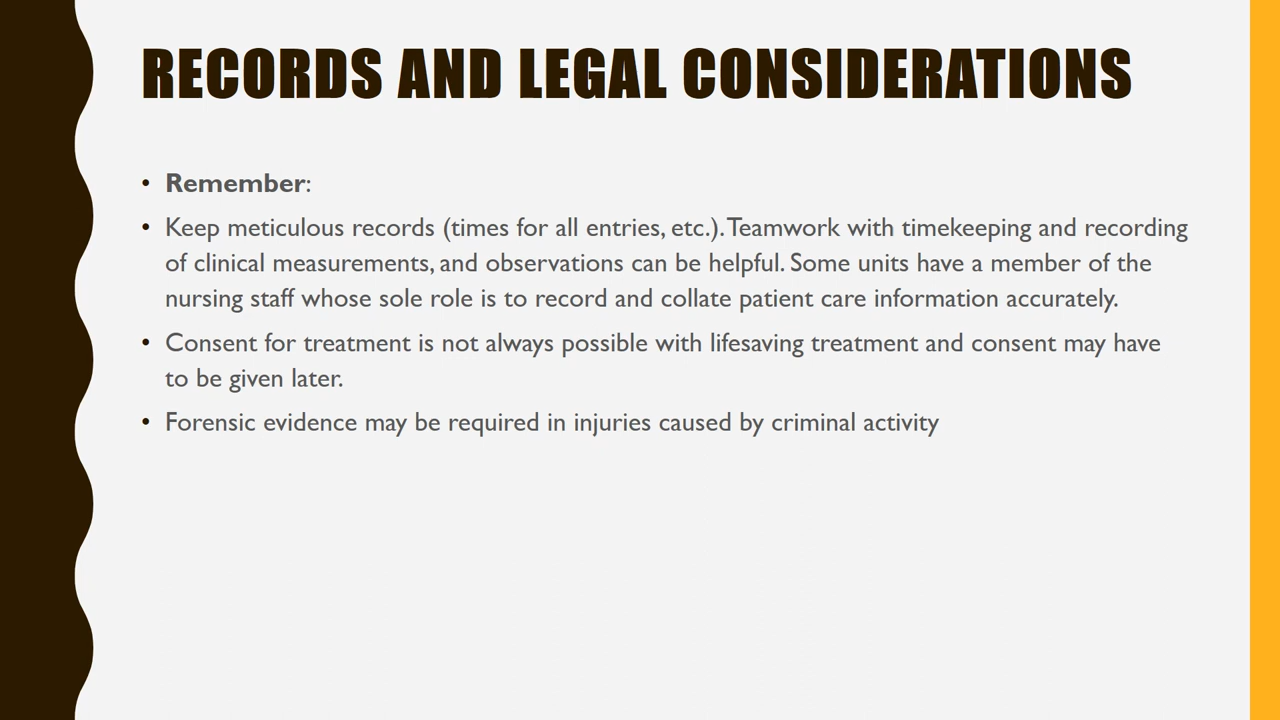 RECORDS AND LEGAL CONSIDERATIONS
• Remember:
• Keep meticulous records (times for all entries, etc.). Teamwork with timekeeping and recording
of clinical measurements, and observations can be helpful. Some units have a member of the
nursing staff whose sole role is to record and collate patient care information accurately.
• Consent for treatment is not always possible with lifesaving treatment and consent may have
to be given later.
• Forensic evidence may be required in injuries caused by criminal activity